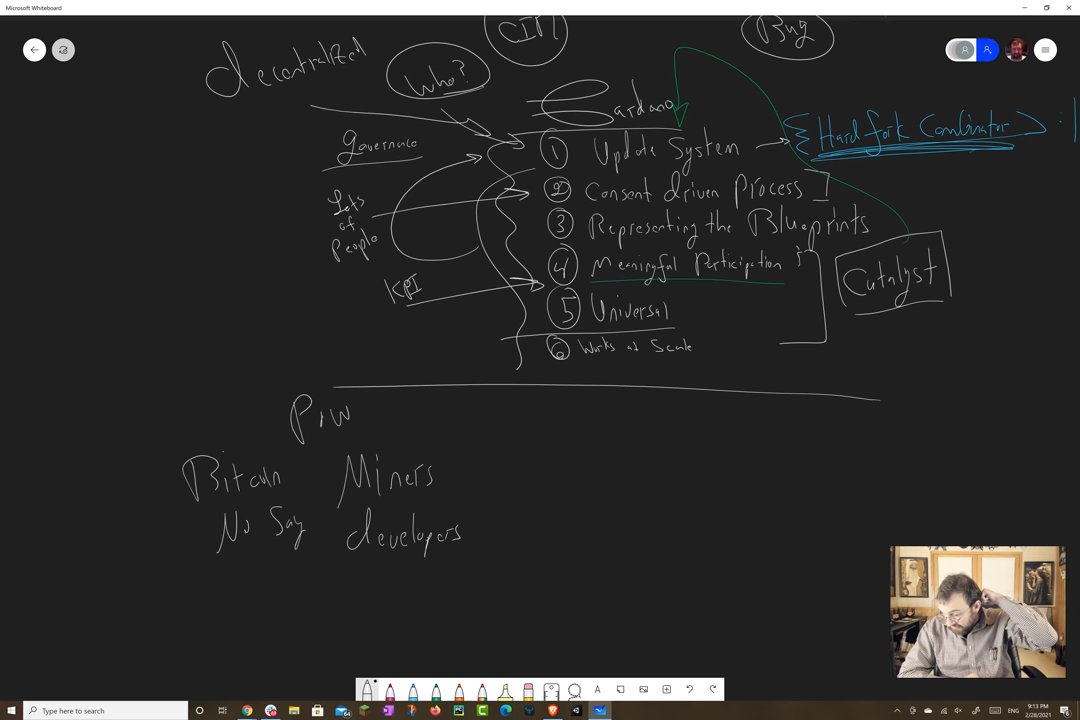 Microsoft Whiteboard
CIP
Bug
decentralized
Who?
Cardano
Hard fork Combinator
governance
1 Update System
2 Consent driven Process
Lots
of
People
3 Representing the Blueprints
4 Meaningful Participation
Catalyst
KPI
5 Universal
6 Works at Scale
Bitcoin Miners
No Say developers
A
Type here to search
64
ENG
9:13 PM
2/28/2021
6